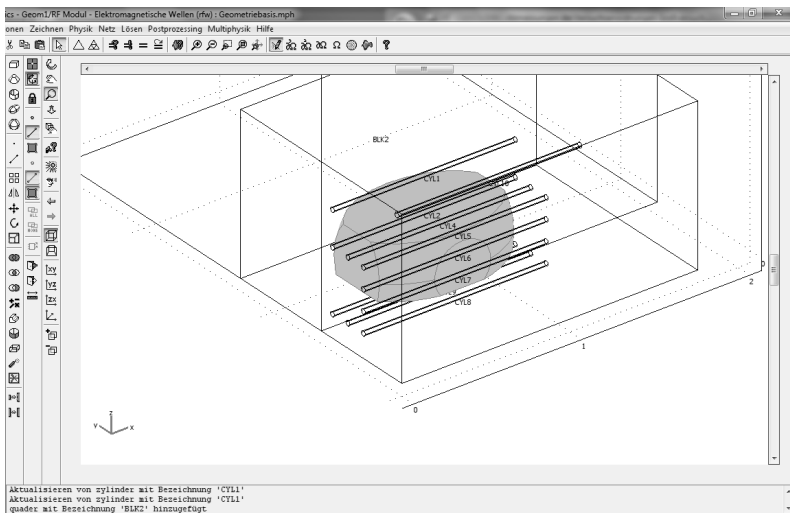 ics - Geom1/RF Modul - Elektromagnetische Wellen (rfw) : Geometriebasis.mph
onen Zeichnen Physik Netz Lösen Postprozessing Multiphysik Hilfe
BLK2
CYL1
CYL2
CYL4
CYL5
CYL6
CYL7
CYL8
2
1
0
z
y
x
xy
yz
zx
Aktualisieren von zylinder mit Bezeichnung 'CYL1'
Aktualisieren von zylinder mit Bezeichnung 'CYL1'
quader mit Bezeichnung 'BLK2' hinzugefügt